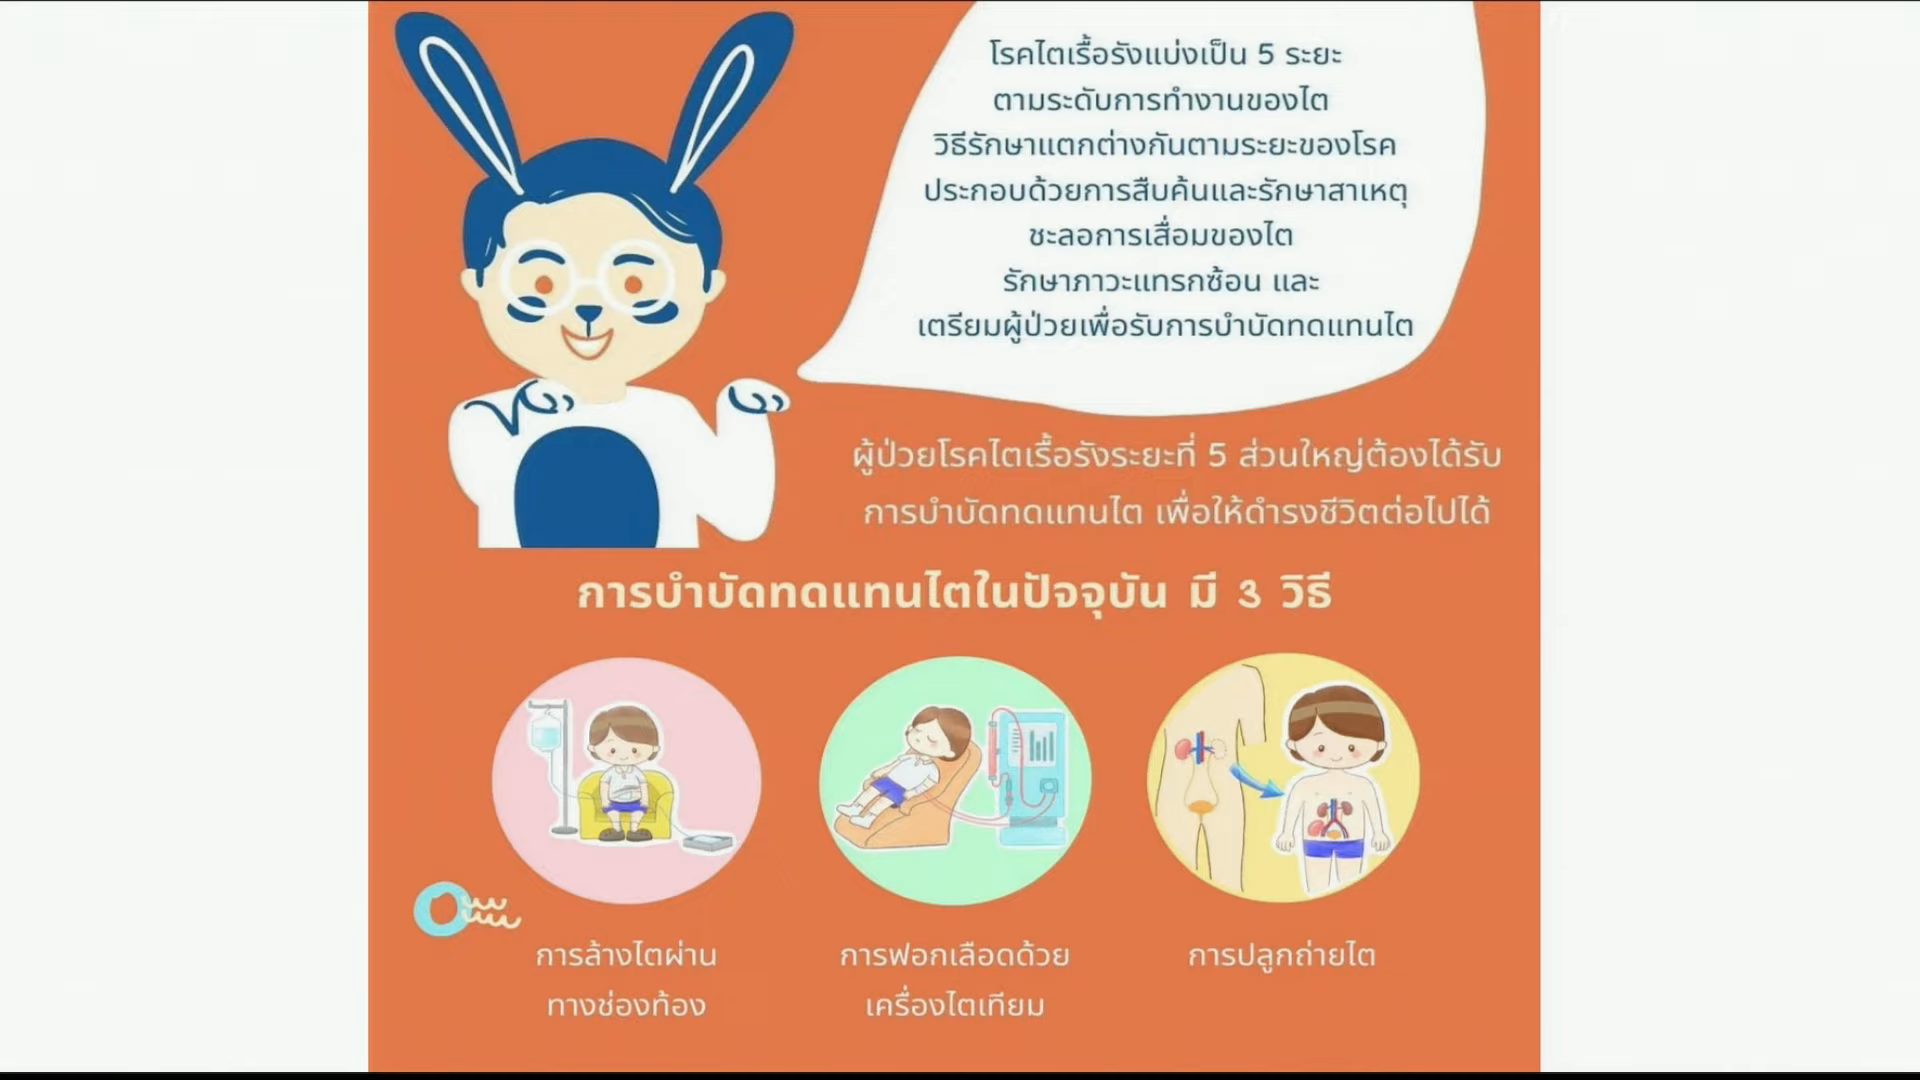 โรคไตเรื้อรังแบ่งเป็น 5 ระยะ
ตามระดับการทำงานของไต
วิธีรักษาแตกต่างกันตามระยะของโรค
ประกอบด้วยการสืบค้นและรักษาสาเหตุ
ชะลอการเสื่อมของไต
รักษาภาวะแทรกซ้อน และ
เตรียมผู้ป่วยเพื่อรับการบำบัดทดแทนไต
ผู้ป่วยโรคไตเรื้อรังระยะที่ 5 ส่วนใหญ่ต้องได้รับ
การบำบัดทดแทนไต เพื่อให้ดำรงชีวิตต่อไปได้
การบำบัดทดแทนไตในปัจจุบัน มี 3 วิธี
การล้างไตผ่าน
ทางช่องท้อง
การฟอกเลือดด้วย
เครื่องไตเทียม
การปลูกถ่ายไต